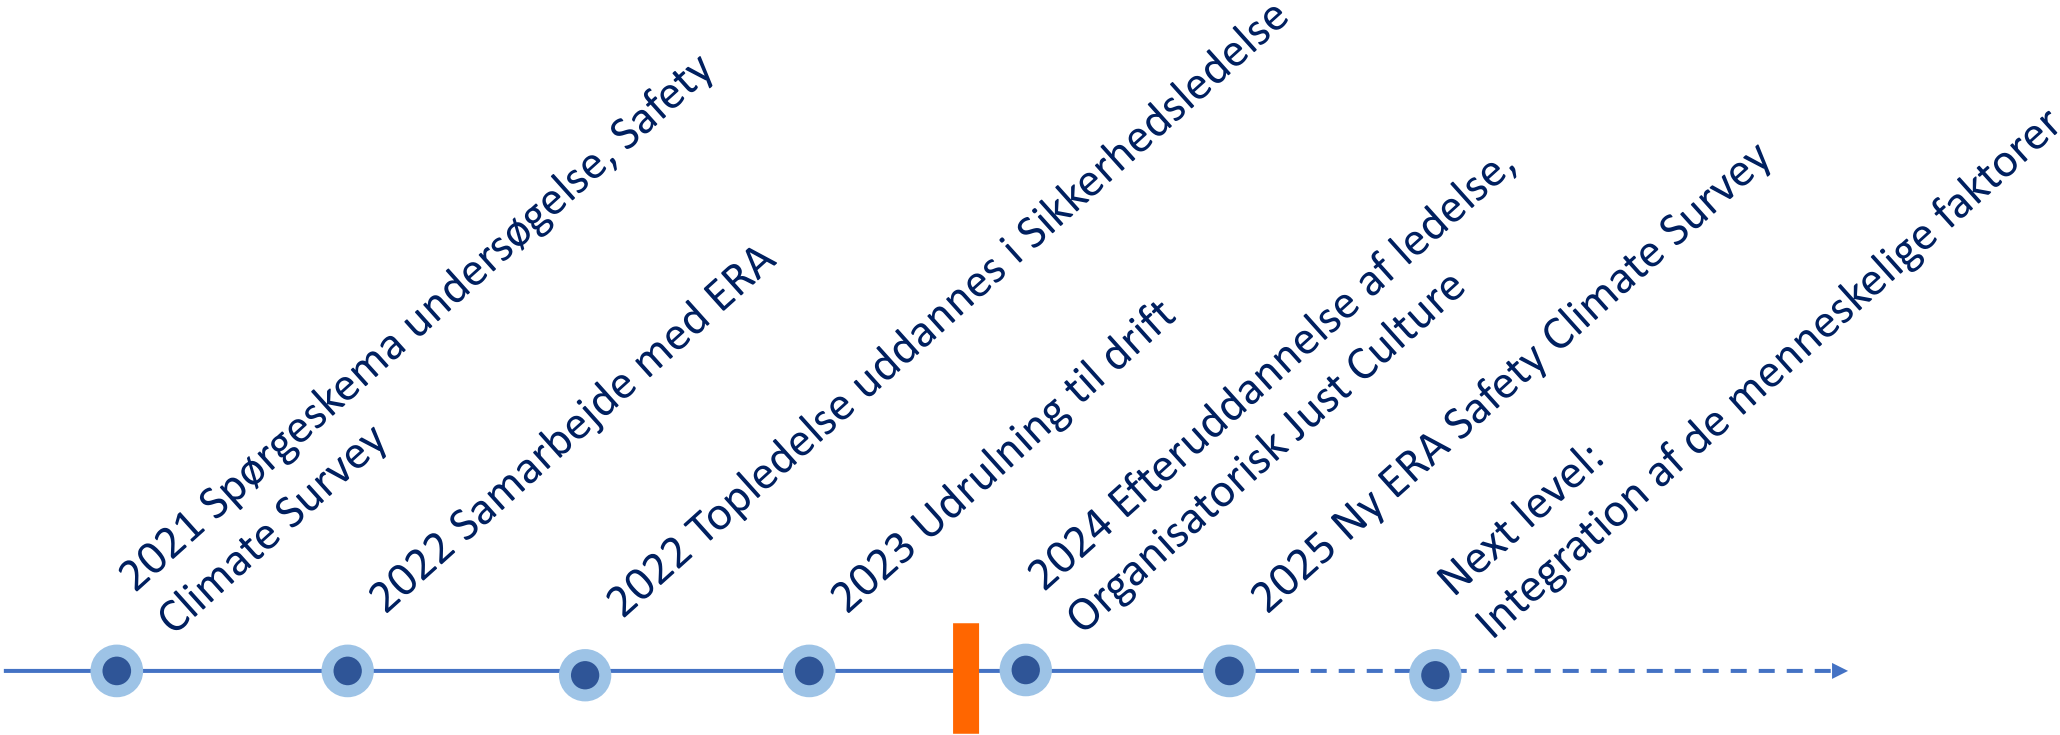 2021 Spørgeskema undersøgelse, Safety
Climate Survey
2022 Samarbejde med ERA
2022 Topledelse uddannes i Sikkerhedsledelse
2023 Udrulning til drift
2024 Efteruddannelse af ledelse,
Organisatorisk Just Culture
2025 Ny ERA Safety Climate Survey
Next level:
Integration af de menneskelige faktorer